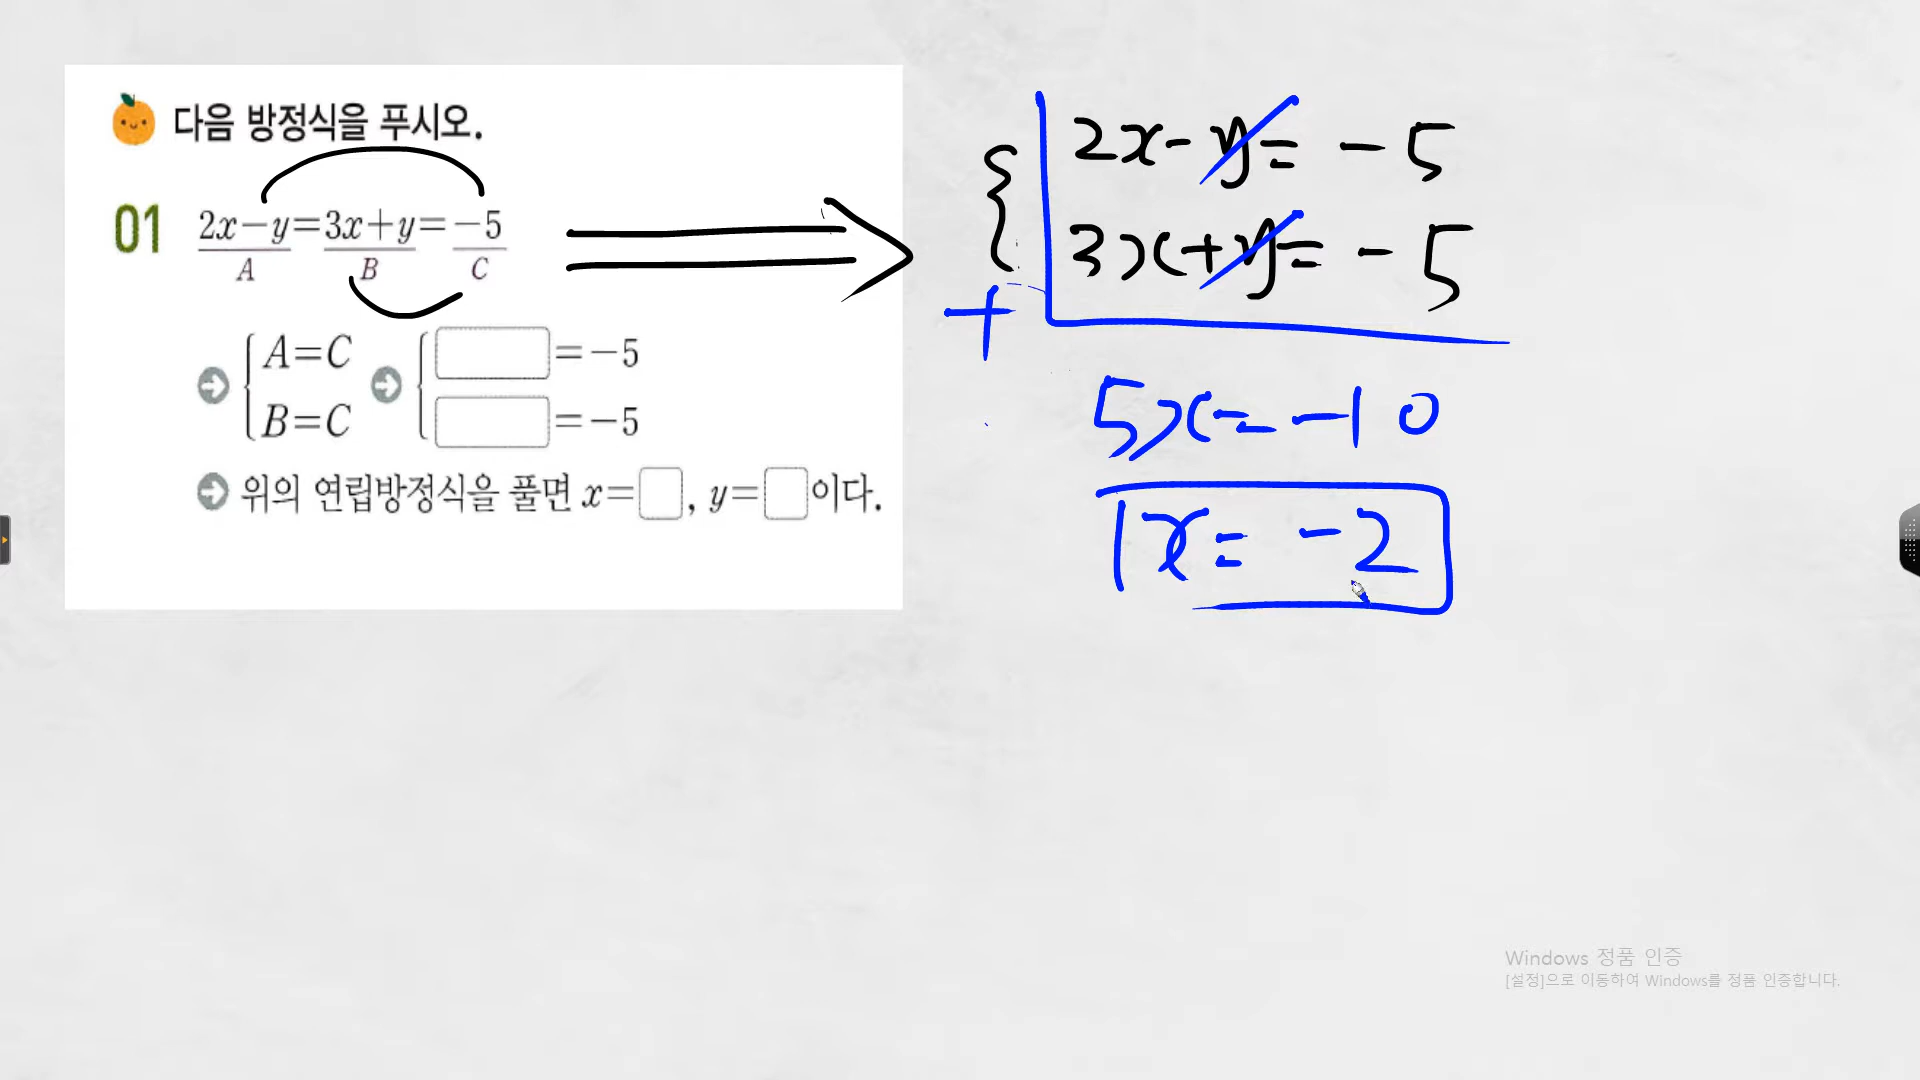 다음 방정식을 푸시오.
01 2x-y=3x+y=-5
A B C
A=C □=-5
B=C □=-5
위의 연립방정식을 풀면 x=□, y=□이다.
2x-y=-5
3x+y=-5
+
5x=-10
x=-2
Windows 정품 인증
[설정]으로 이동하여 Windows를 정품 인증합니다.